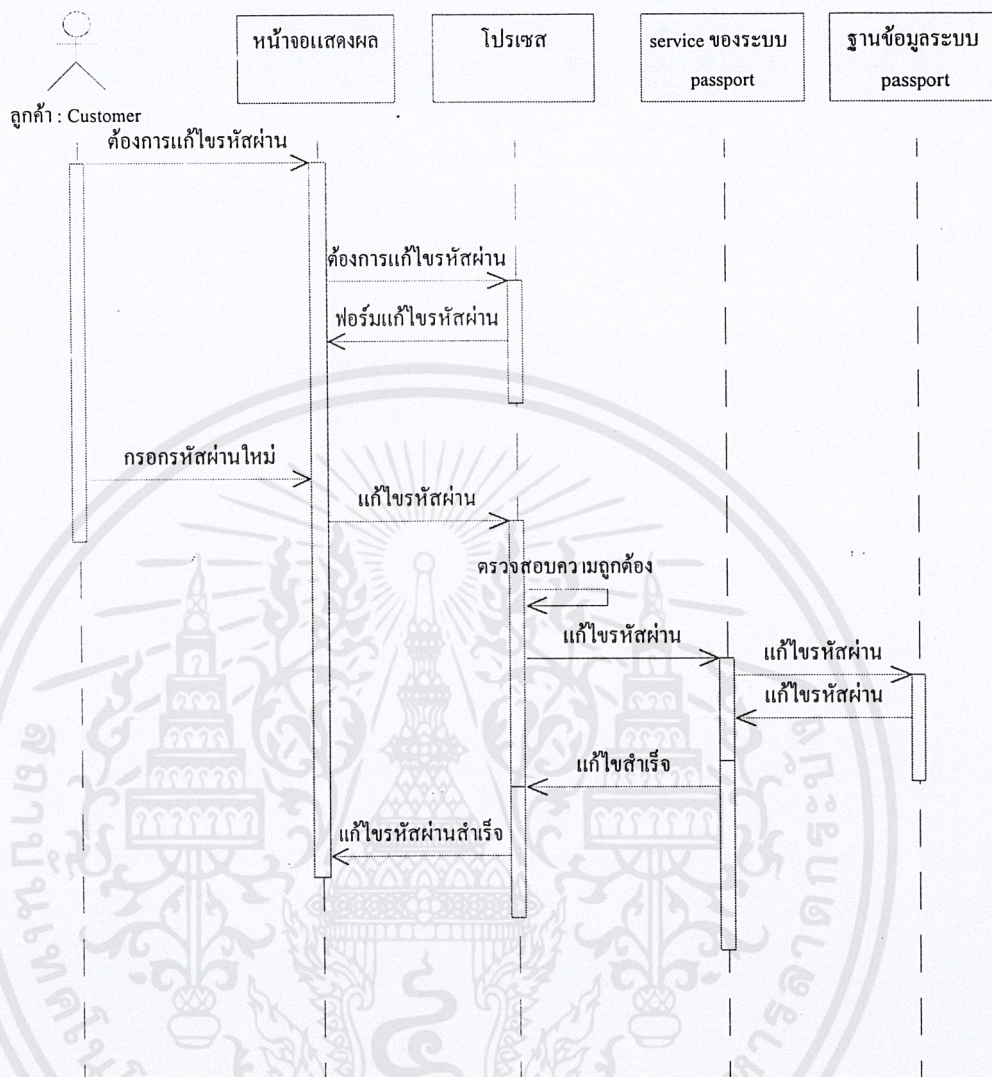 หน้าจอแสดงผล
โปรเซส
service ของระบบ
passport
ฐานข้อมูลระบบ
passport
ลูกค้า : Customer
ต้องการแก้ไขรหัสผ่าน
ต้องการแก้ไขรหัสผ่าน
ฟอร์มแก้ไขรหัสผ่าน
กรอกรหัสผ่านใหม่
แก้ไขรหัสผ่าน
ตรวจสอบความถูกต้อง
แก้ไขรหัสผ่าน
แก้ไขรหัสผ่าน
แก้ไขรหัสผ่าน
แก้ไขสำเร็จ
แก้ไขรหัสผ่านสำเร็จ